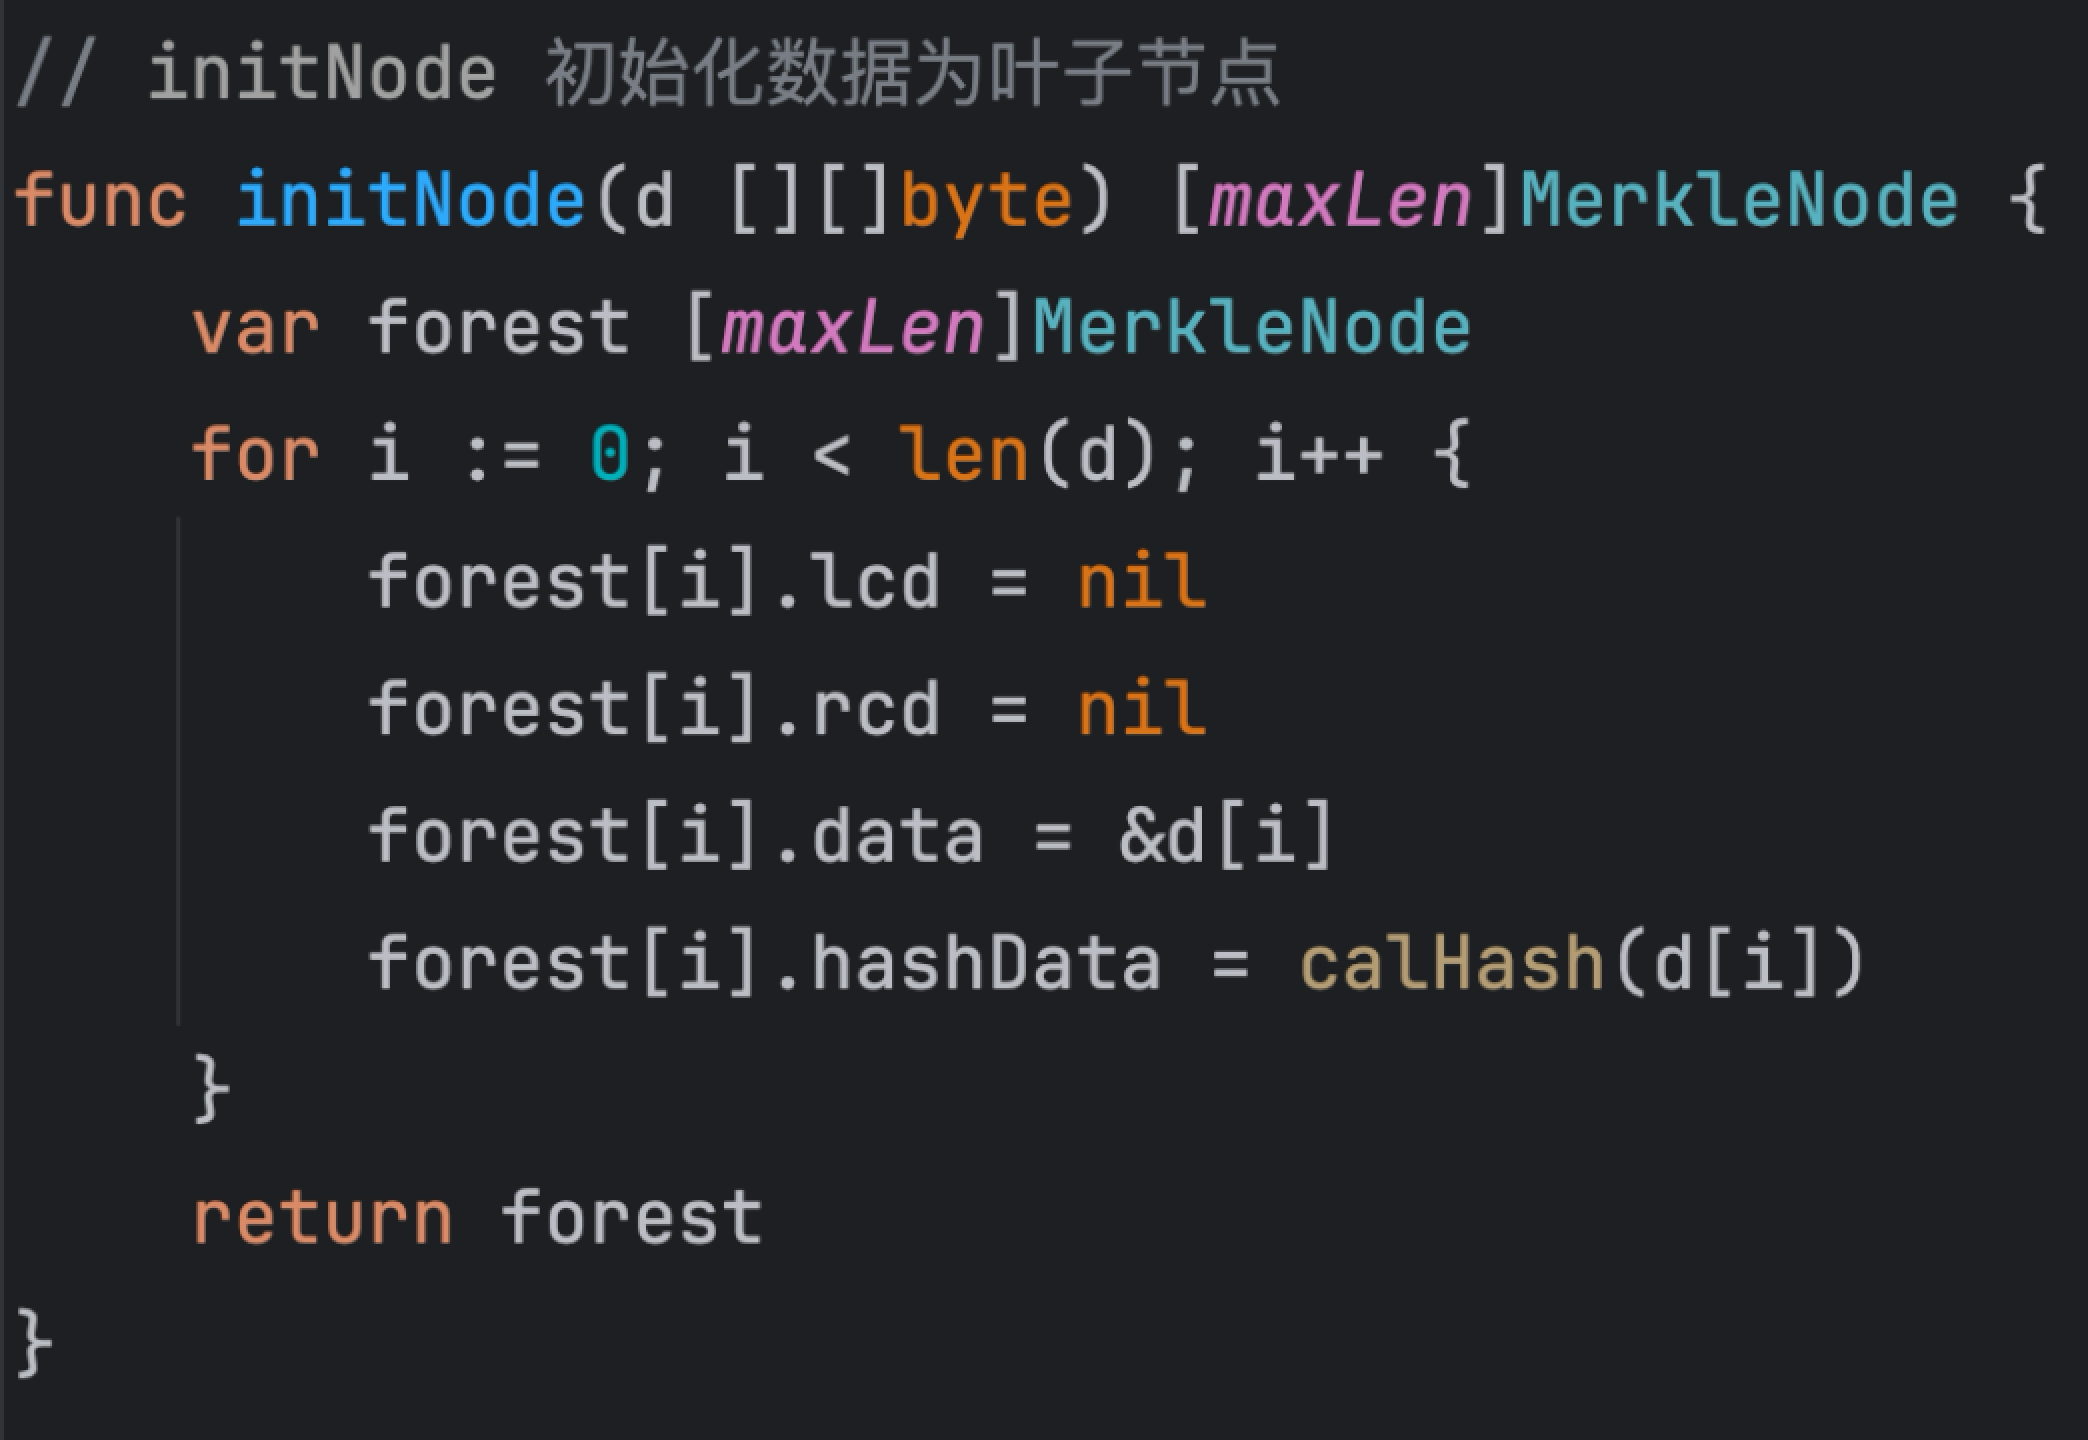 // initNode 初始化数据为叶子节点
func initNode(d [][]byte) [maxLen]MerkleNode {
    var forest [maxLen]MerkleNode
    for i := 0; i < len(d); i++ {
        forest[i].lcd = nil
        forest[i].rcd = nil
        forest[i].data = &d[i]
        forest[i].hashData = calHash(d[i])
    }
    return forest
}